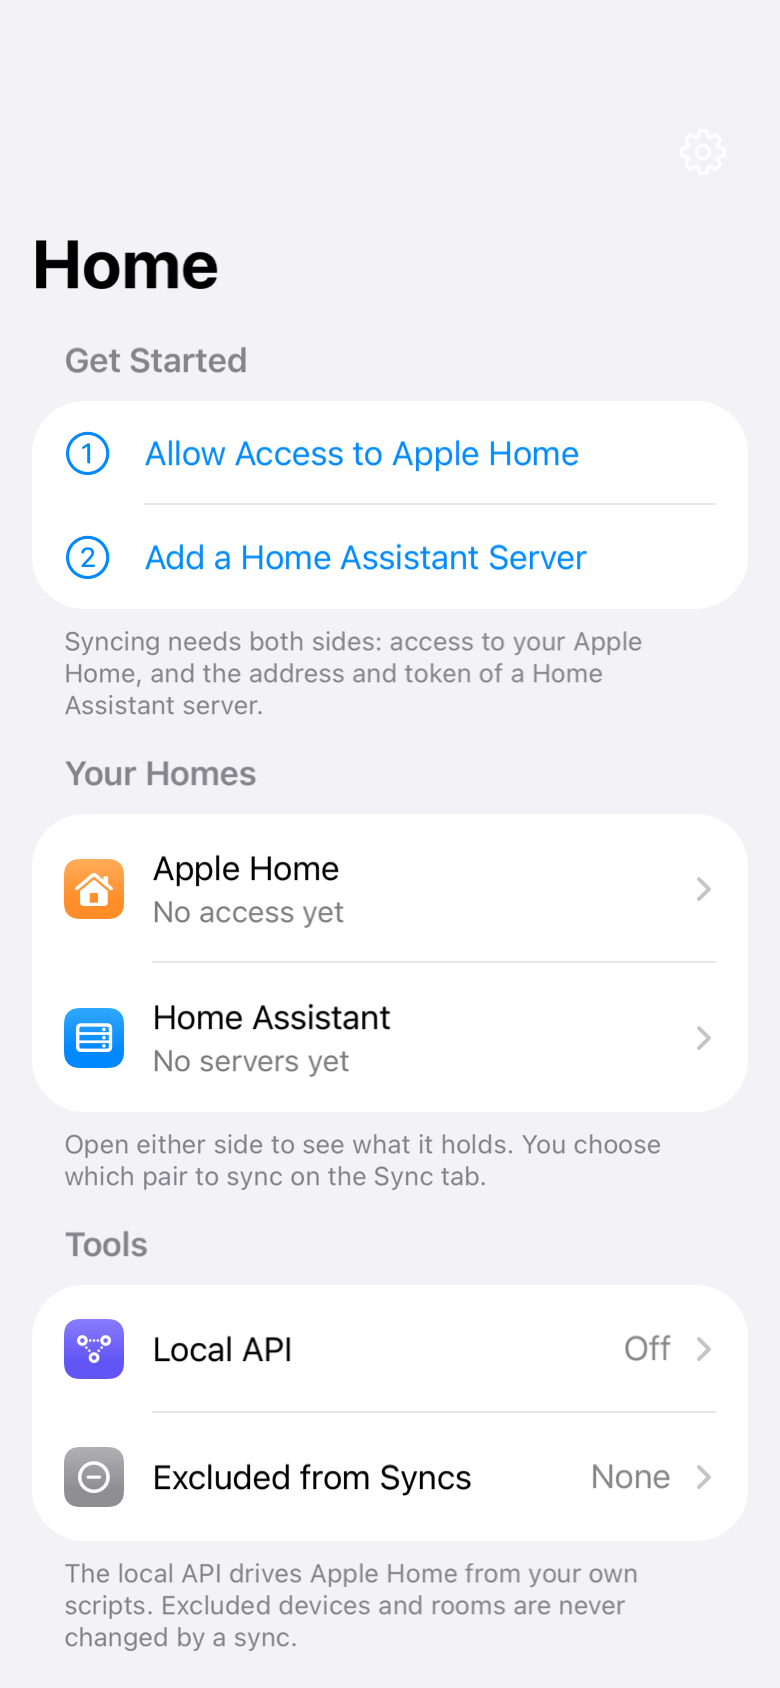 Home
Get Started
1 Allow Access to Apple Home
2 Add a Home Assistant Server
Syncing needs both sides: access to your Apple
Home, and the address and token of a Home
Assistant server.
Your Homes
Apple Home
No access yet
Home Assistant
No servers yet
Open either side to see what it holds. You choose
which pair to sync on the Sync tab.
Tools
Local API Off
Excluded from Syncs None
The local API drives Apple Home from your own
scripts. Excluded devices and rooms are never
changed by a sync.